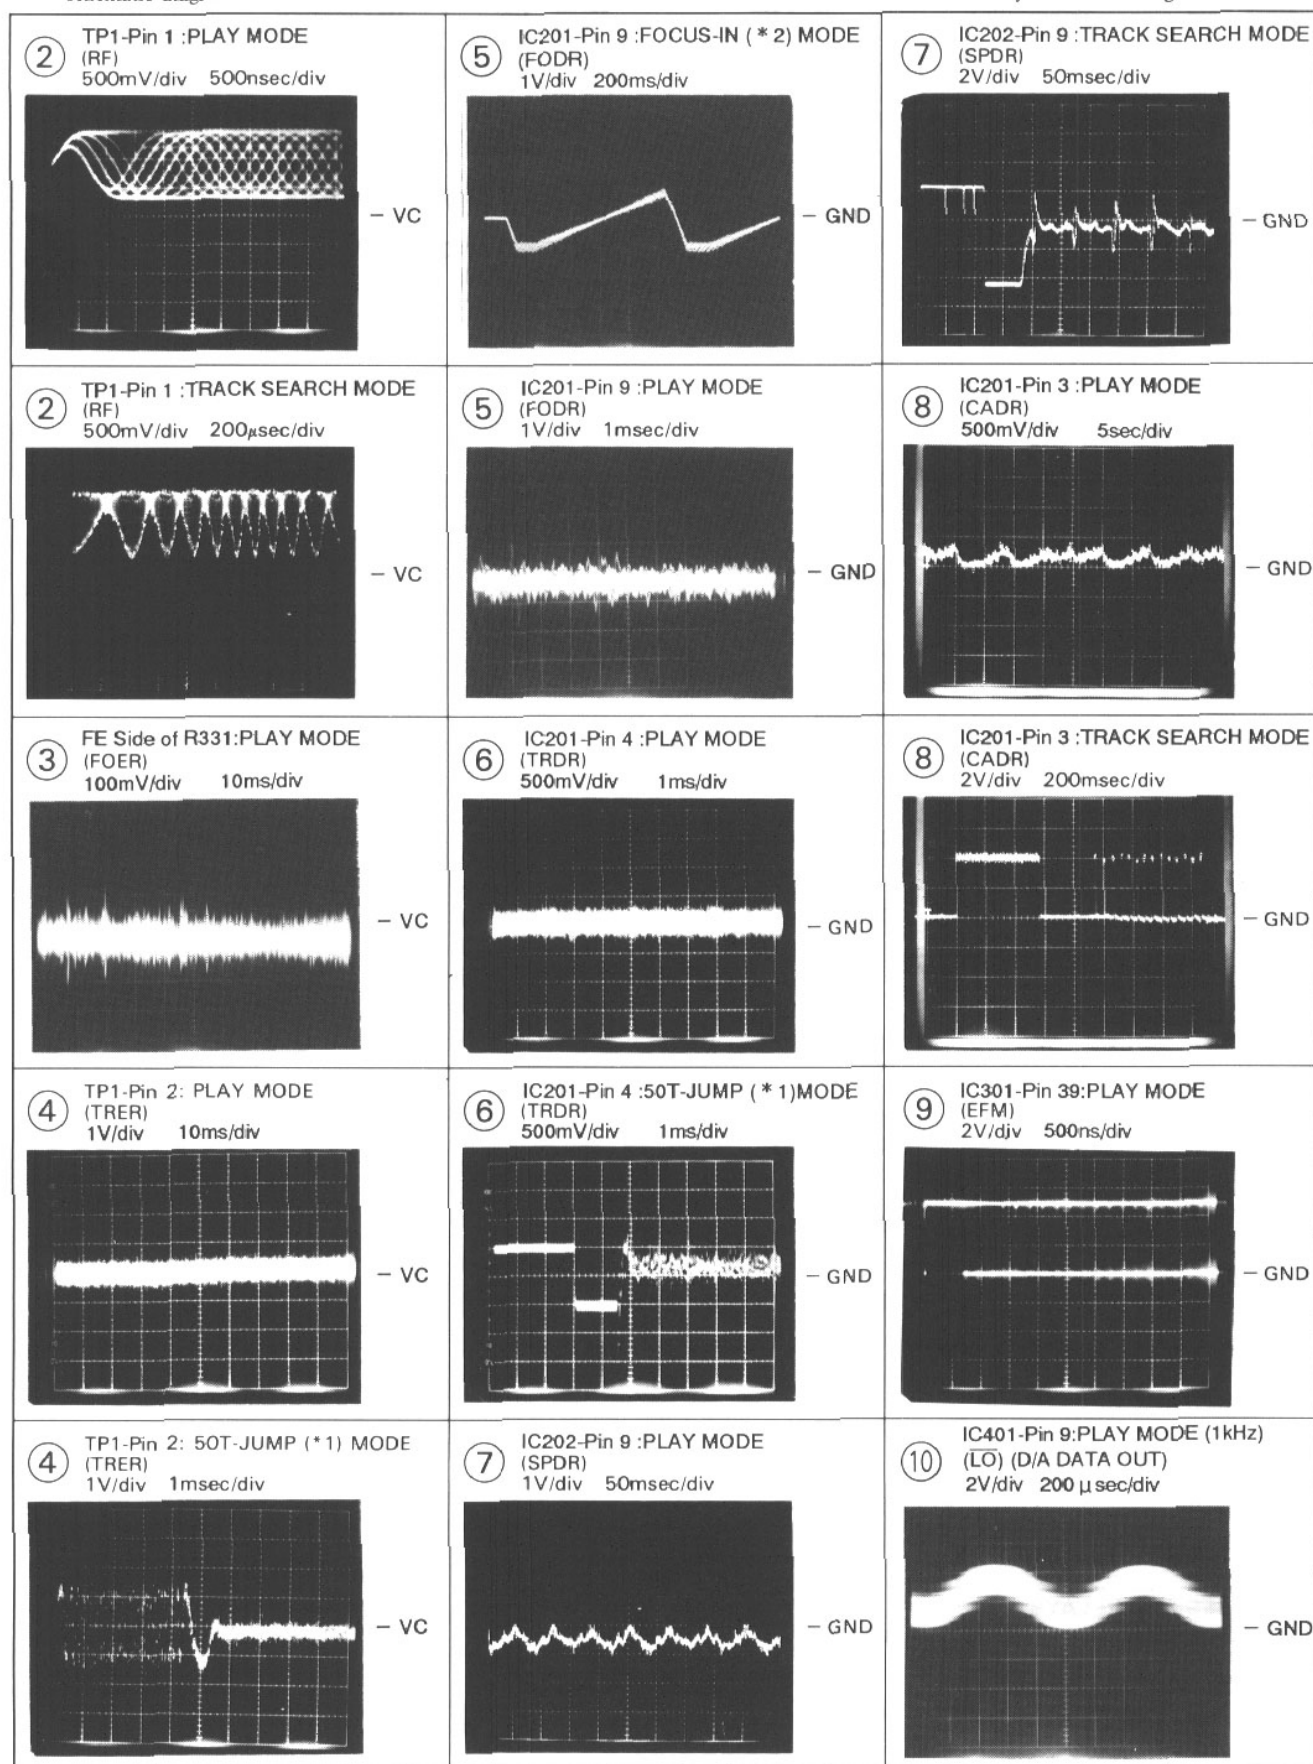 ②
TP1-Pin 1 :PLAY MODE
(RF)
500mV/div 500nsec/div
– VC
②
TP1-Pin 1 :TRACK SEARCH MODE
(RF)
500mV/div 200μsec/div
– VC
③
FE Side of R331:PLAY MODE
(FOER)
100mV/div 10ms/div
– VC
④
TP1-Pin 2: PLAY MODE
(TRER)
1V/div 10ms/div
– VC
④
TP1-Pin 2: 50T-JUMP (*1) MODE
(TRER)
1V/div 1msec/div
– VC
⑤
IC201-Pin 9 :FOCUS-IN (*2) MODE
(FODR)
1V/div 200ms/div
– GND
⑤
IC201-Pin 9 :PLAY MODE
(FODR)
1V/div 1msec/div
– GND
⑥
IC201-Pin 4 :PLAY MODE
(TRDR)
500mV/div 1ms/div
– GND
⑥
IC201-Pin 4 :50T-JUMP (*1)MODE
(TRDR)
500mV/div 1ms/div
– GND
⑦
IC202-Pin 9 :PLAY MODE
(SPDR)
1V/div 50msec/div
– GND
⑦
IC202-Pin 9 :TRACK SEARCH MODE
(SPDR)
2V/div 50msec/div
– GND
⑧
IC201-Pin 3 :PLAY MODE
(CADR)
500mV/div 5sec/div
– GND
⑧
IC201-Pin 3 :TRACK SEARCH MODE
(CADR)
2V/div 200msec/div
– GND
⑨
IC301-Pin 39:PLAY MODE
(EFM)
2V/div 500ns/div
– GND
⑩
IC401-Pin 9:PLAY MODE (1kHz)
(L̅O̅) (D/A DATA OUT)
2V/div 200 μsec/div
– GND